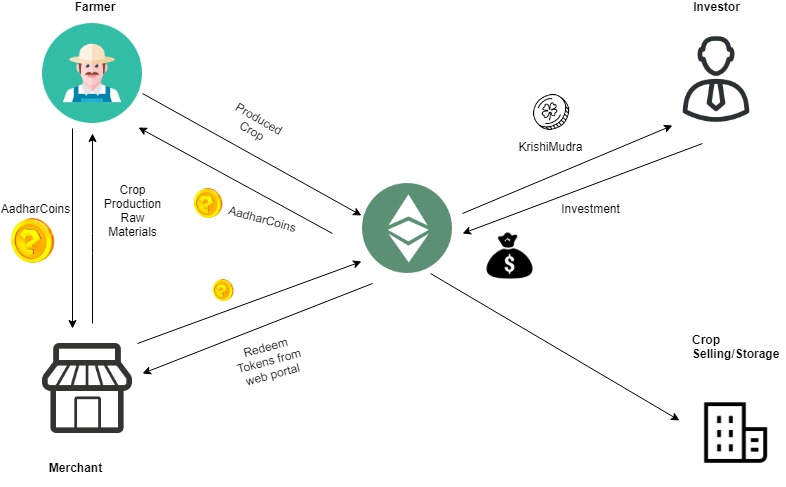 Farmer
Investor
Produced
Crop
KrishiMudra
AadharCoins
Crop
Production
Raw
Materials
AadharCoins
Investment
$
Redeem
Tokens from
web portal
Crop
Selling/Storage
Merchant